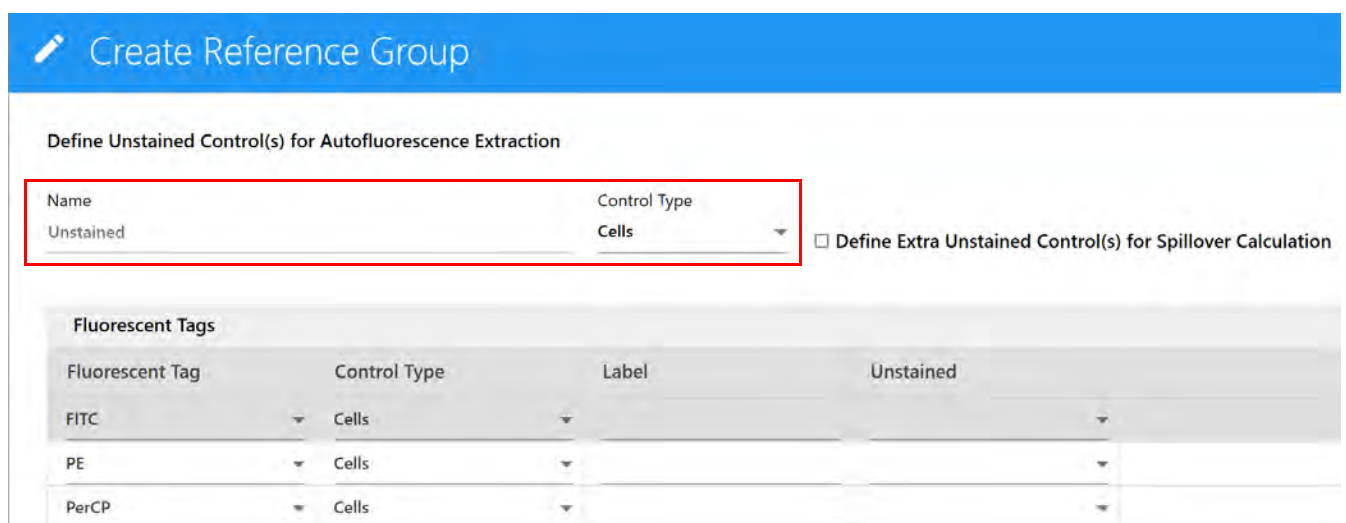 Create Reference Group
Define Unstained Control(s) for Autofluorescence Extraction
Name Control Type
Unstained Cells
Define Extra Unstained Control(s) for Spillover Calculation
Fluorescent Tags
Fluorescent Tag Control Type Label Unstained
FITC Cells
PE Cells
PerCP Cells